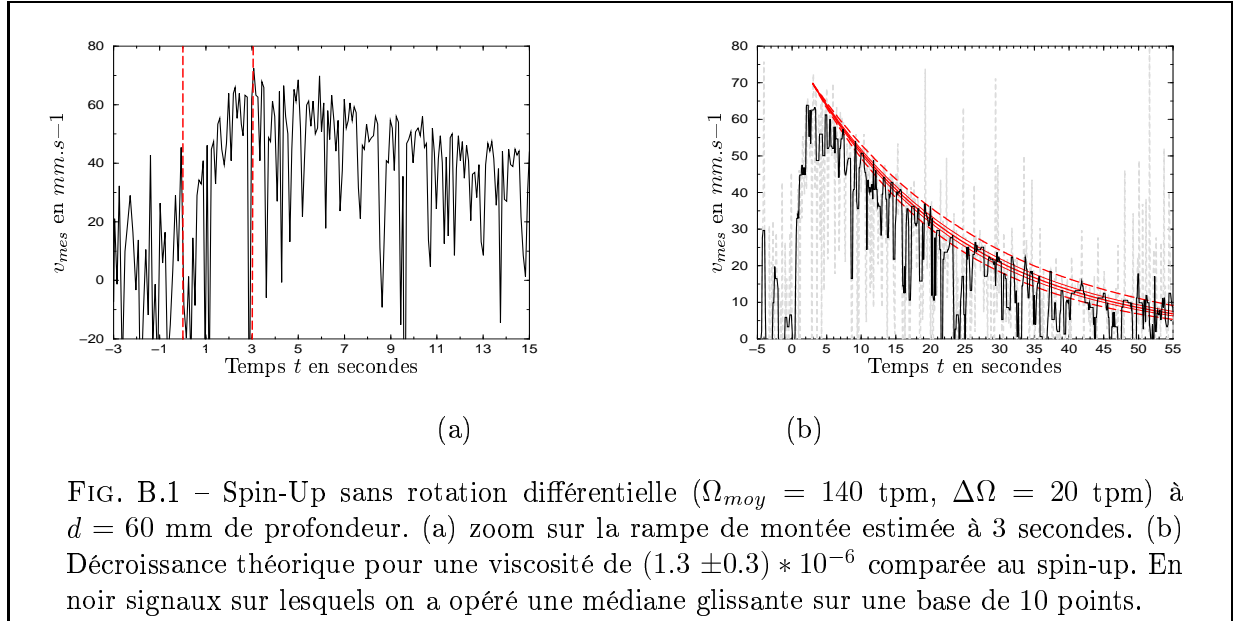 80
60
40
20
0
−20
v_mes en mm.s−1
−3 −1 1 3 5 7 9 11 13 15
Temps t en secondes
80
70
60
50
40
30
20
10
0
v_mes en mm.s−1
−5 0 5 10 15 20 25 30 35 40 45 50 55
Temps t en secondes
(a) (b)
FIG. B.1 – Spin-Up sans rotation différentielle (Ω_moy = 140 tpm, ΔΩ = 20 tpm) à
d = 60 mm de profondeur. (a) zoom sur la rampe de montée estimée à 3 secondes. (b)
Décroissance théorique pour une viscosité de (1.3 ±0.3) ∗ 10⁻⁶ comparée au spin-up. En
noir signaux sur lesquels on a opéré une médiane glissante sur une base de 10 points.